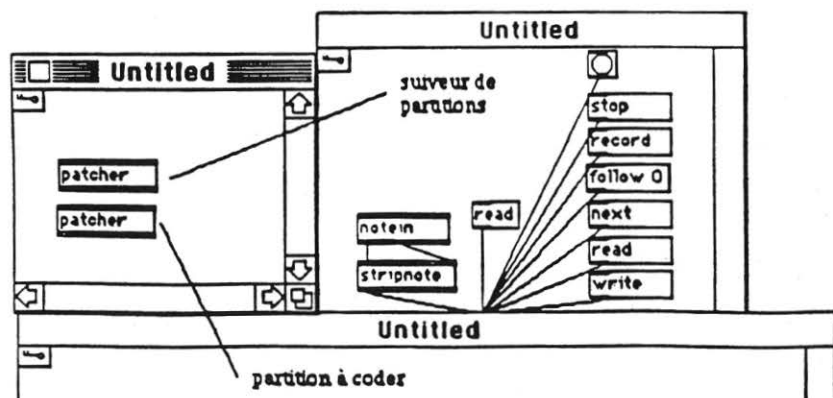 Untitled
Untitled
suiveur de
partitions
stop
record
patcher
follow 0
patcher
read
next
notein
read
stripnote
write
Untitled
partition à coder